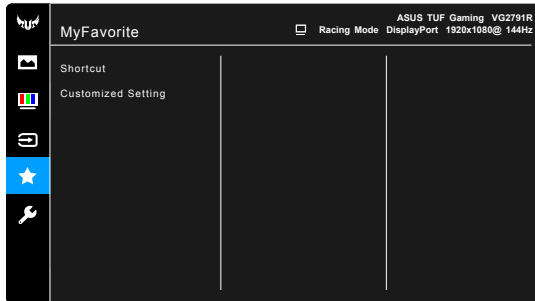 ASUS TUF Gaming VG2791R
MyFavorite
Racing Mode DisplayPort 1920x1080@ 144Hz
Shortcut
Customized Setting